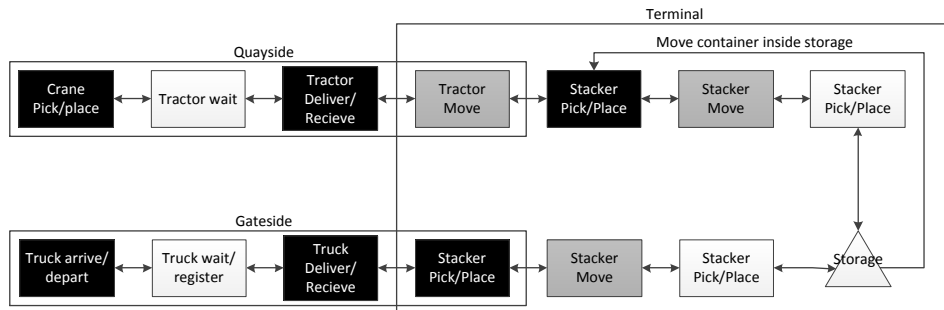 Terminal
Quayside
Move container inside storage
Crane
Pick/place
Tractor wait
Tractor
Deliver/
Recieve
Tractor
Move
Stacker
Pick/Place
Stacker
Move
Stacker
Pick/Place
Gateside
Truck arrive/
depart
Truck wait/
register
Truck
Deliver/
Recieve
Stacker
Pick/Place
Stacker
Move
Stacker
Pick/Place
Storage